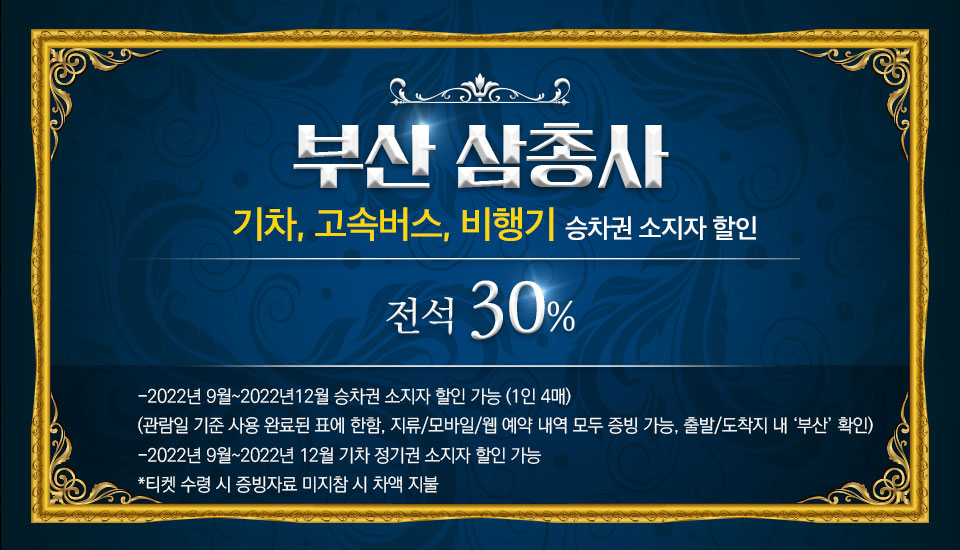 부산 삼총사
기차, 고속버스, 비행기 승차권 소지자 할인
전석 30%
-2022년 9월~2022년12월 승차권 소지자 할인 가능 (1인 4매)
(관람일 기준 사용 완료된 표에 한함, 지류/모바일/웹 예약 내역 모두 증빙 가능, 출발/도착지 내 ‘부산’ 확인)
-2022년 9월~2022년 12월 기차 정기권 소지자 할인 가능
*티켓 수령 시 증빙자료 미지참 시 차액 지불